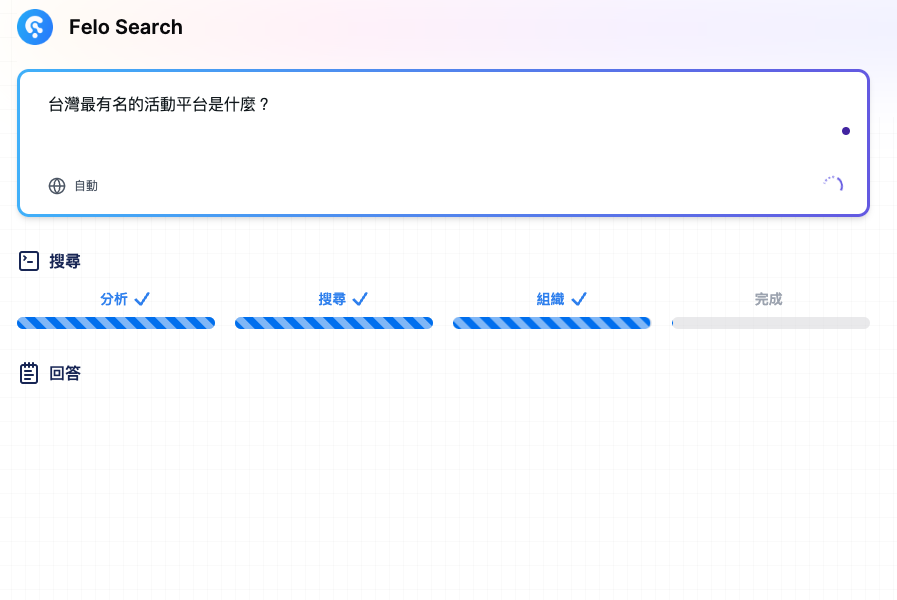 Felo Search
台灣最有名的活動平台是什麼？
自動
搜尋
分析 搜尋 組織 完成
回答